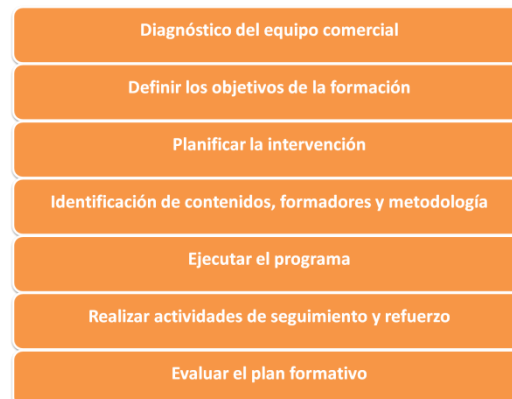 Diagnóstico del equipo comercial
Definir los objetivos de la formación
Planificar la intervención
Identificación de contenidos, formadores y metodología
Ejecutar el programa
Realizar actividades de seguimiento y refuerzo
Evaluar el plan formativo